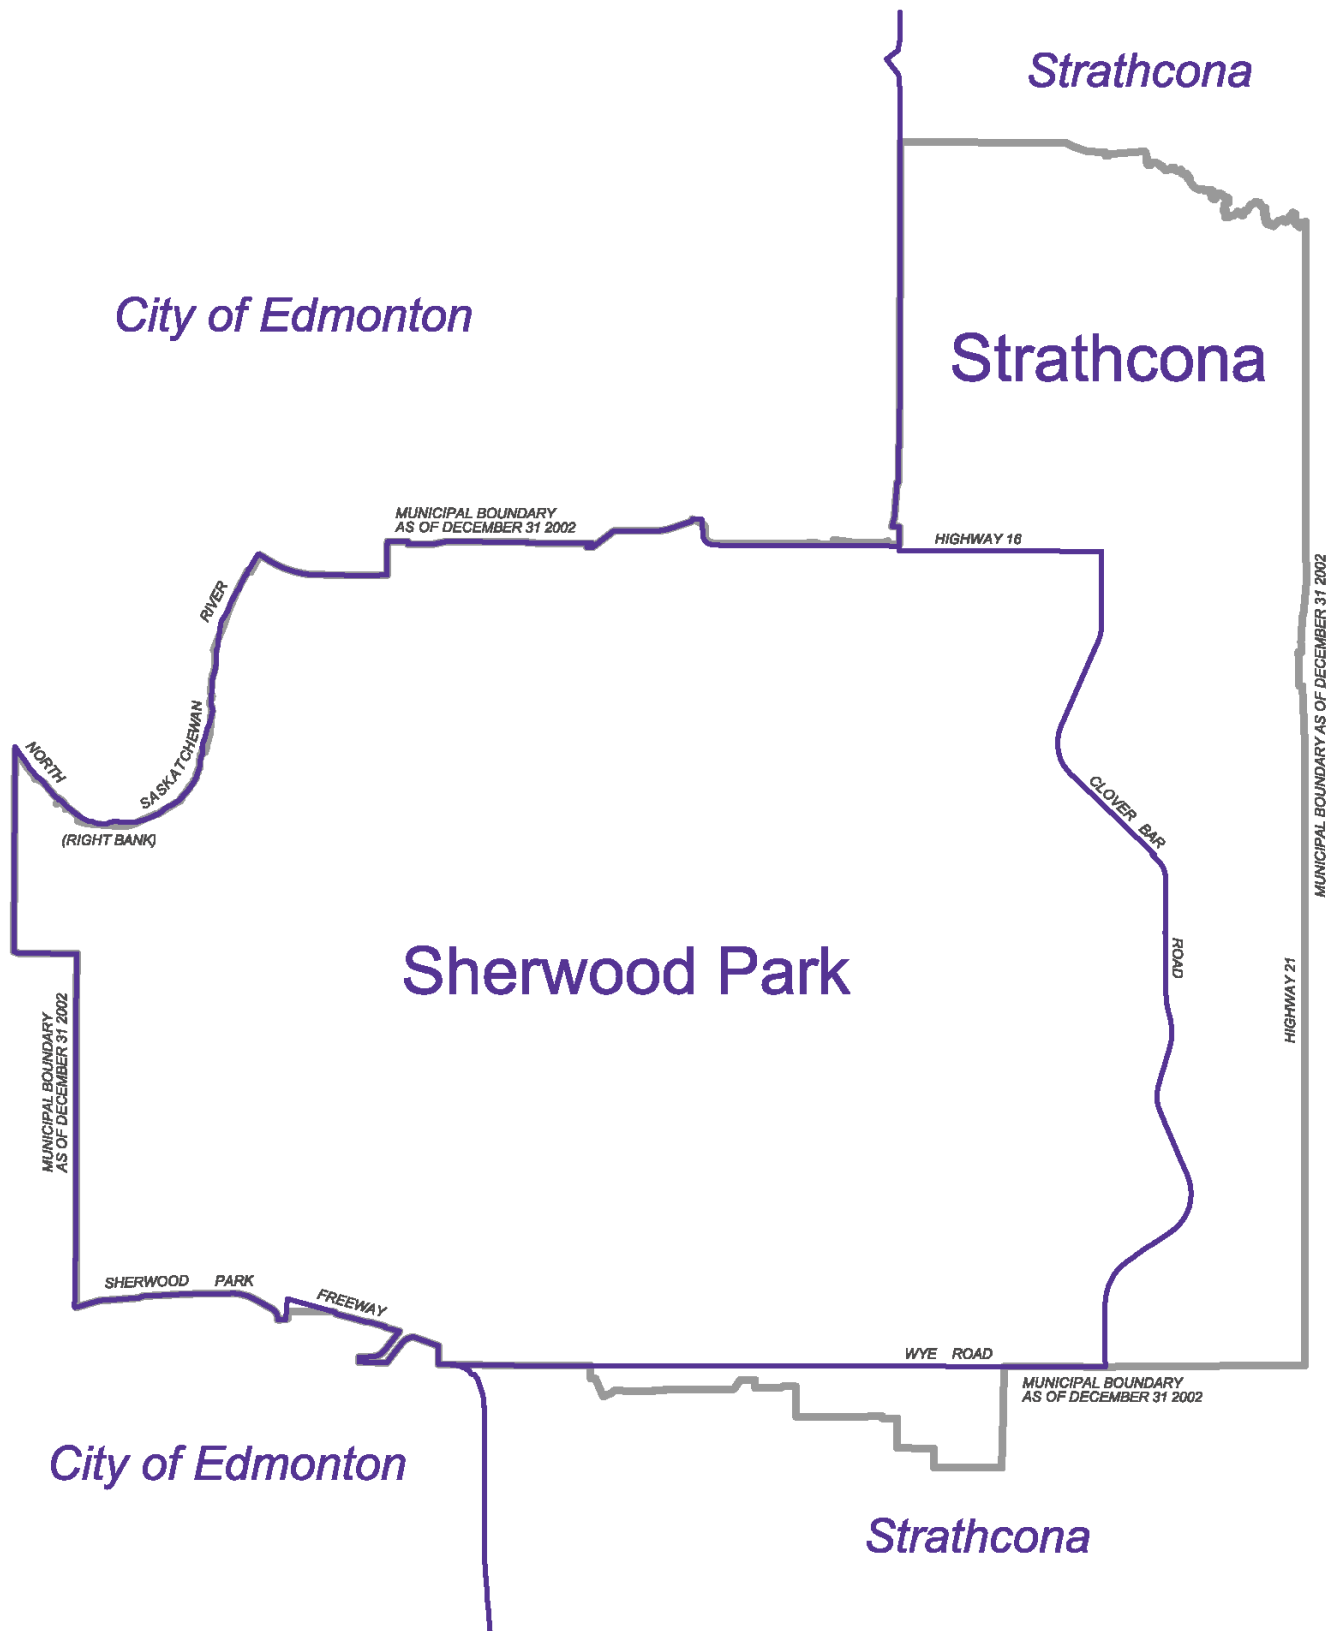 Strathcona
City of Edmonton
Strathcona
MUNICIPAL BOUNDARY
AS OF DECEMBER 31 2002
HIGHWAY 16
RIVER
MUNICIPAL BOUNDARY AS OF DECEMBER 31 2002
SASKATCHEWAN
NORTH
(RIGHT BANK)
CLOVER BAR
ROAD
Sherwood Park
HIGHWAY 21
MUNICIPAL BOUNDARY
AS OF DECEMBER 31 2002
SHERWOOD PARK
FREEWAY
WYE ROAD
MUNICIPAL BOUNDARY
AS OF DECEMBER 31 2002
City of Edmonton
Strathcona